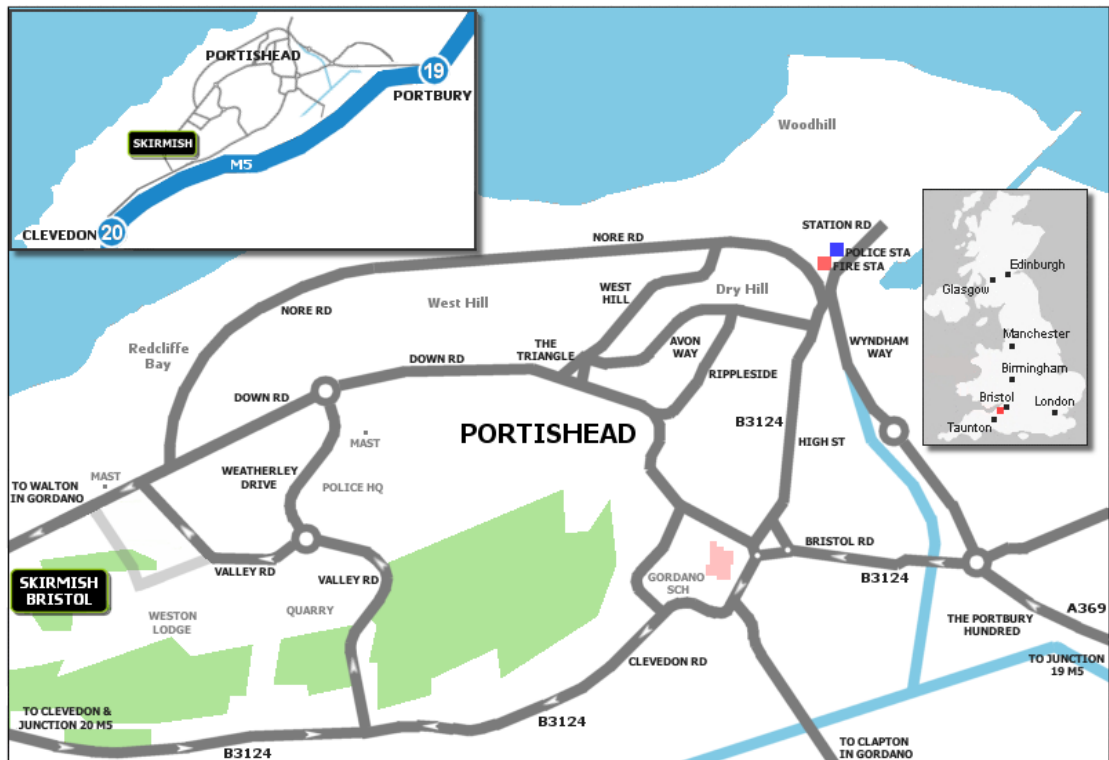 PORTISHEAD
19
PORTBURY
SKIRMISH
M5
CLEVEDON
20
Woodhill
STATION RD
POLICE STA
FIRE STA
NORE RD
WEST
HILL
Dry Hill
West Hill
NORE RD
Redcliffe
Bay
DOWN RD
THE
TRIANGLE
AVON
WAY
RIPPLESIDE
WYNDHAM
WAY
Edinburgh
Glasgow
Manchester
Birmingham
Bristol
London
Taunton
DOWN RD
B3124
PORTISHEAD
HIGH ST
MAST
MAST
WEATHERLEY
DRIVE
POLICE HQ
TO WALTON
IN GORDANO
BRISTOL RD
B3124
VALLEY RD
VALLEY RD
GORDANO
SCH
SKIRMISH
BRISTOL
WESTON
LODGE
QUARRY
A369
THE PORTBURY
HUNDRED
CLEVEDON RD
TO JUNCTION
19 M5
TO CLEVEDON &
JUNCTION 20 M5
B3124
B3124
TO CLAPTON
IN GORDANO